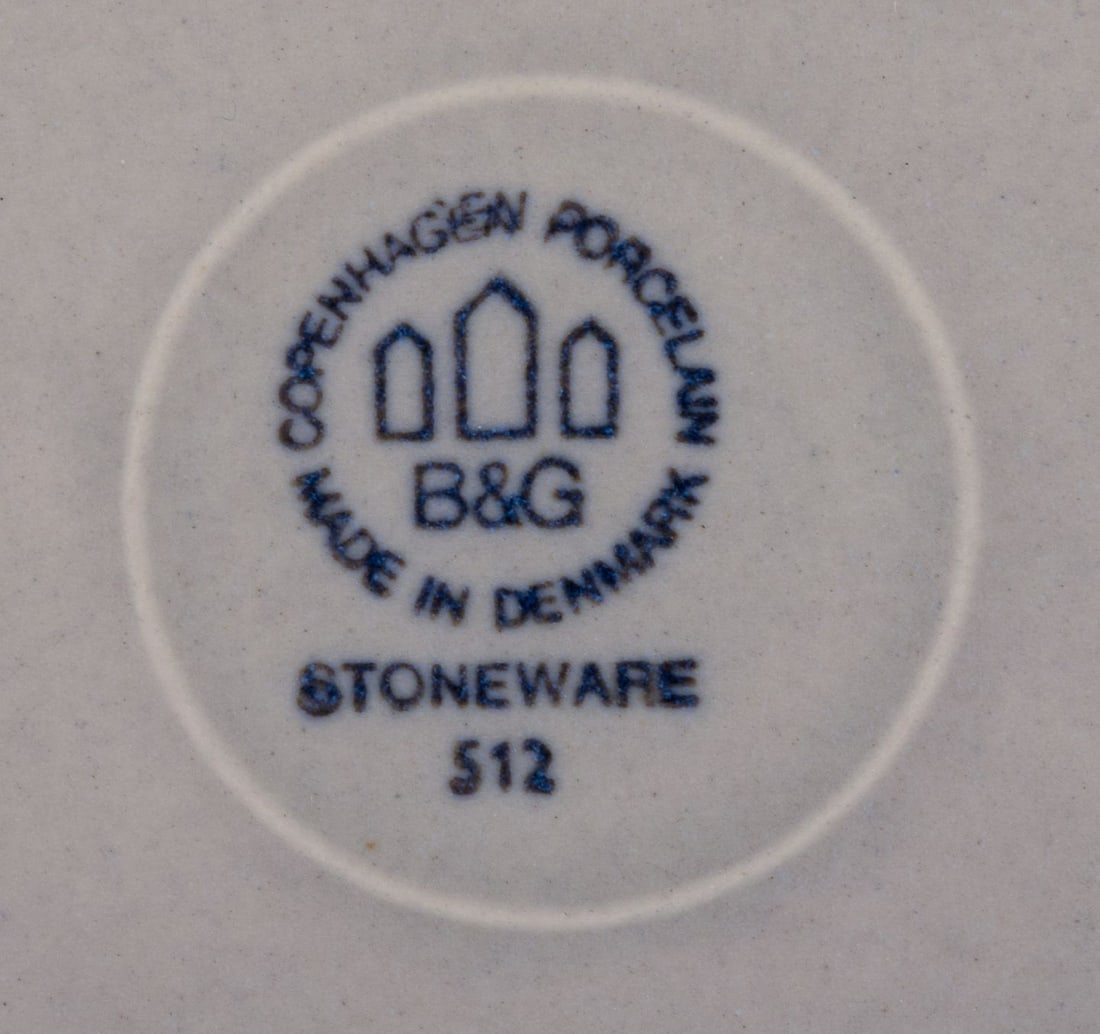 COPENHAGEN PORCELAIN
B&G
MADE IN DENMARK
STONEWARE
512